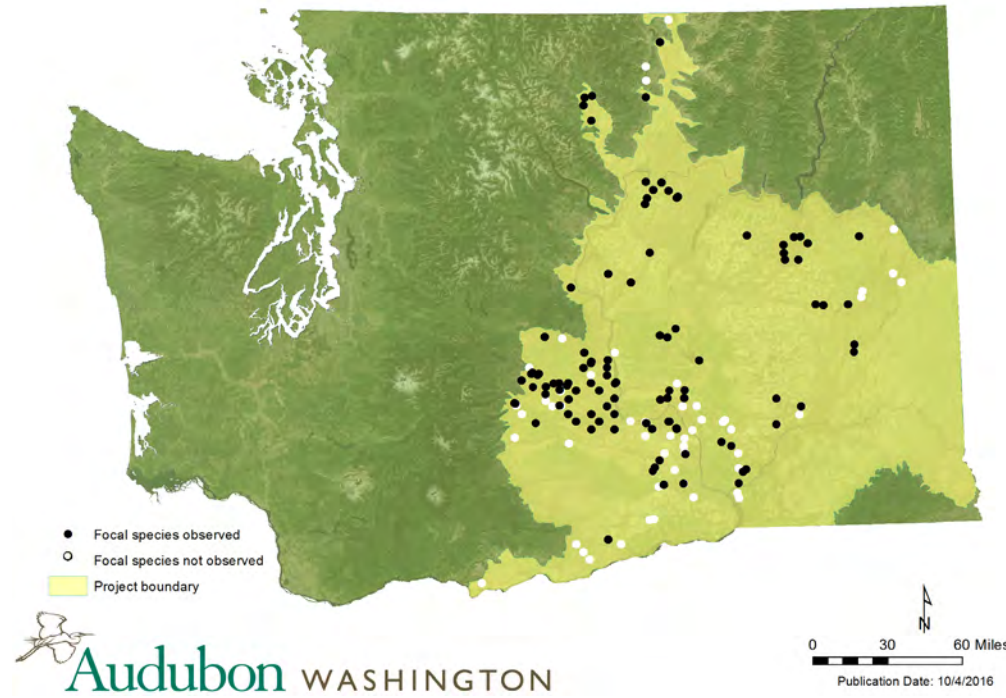 Focal species observed
Focal species not observed
Project boundary
N
0 30 60 Miles
Audubon WASHINGTON
Publication Date: 10/4/2016